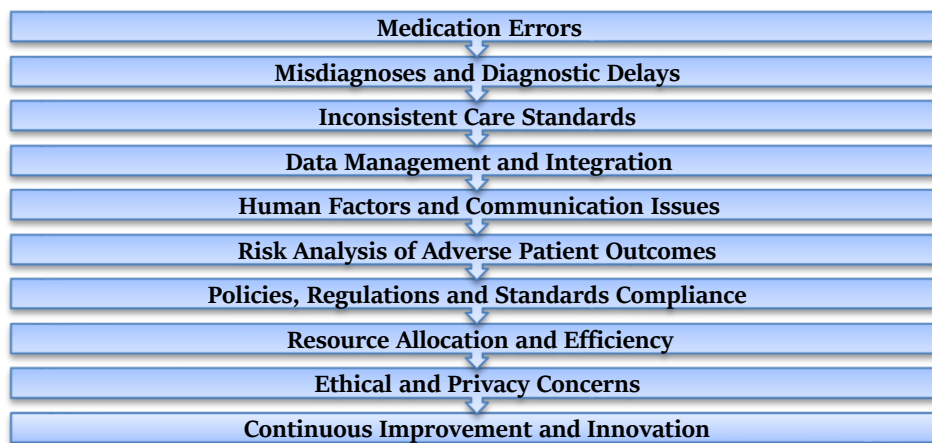 Medication Errors
Misdiagnoses and Diagnostic Delays
Inconsistent Care Standards
Data Management and Integration
Human Factors and Communication Issues
Risk Analysis of Adverse Patient Outcomes
Policies, Regulations and Standards Compliance
Resource Allocation and Efficiency
Ethical and Privacy Concerns
Continuous Improvement and Innovation